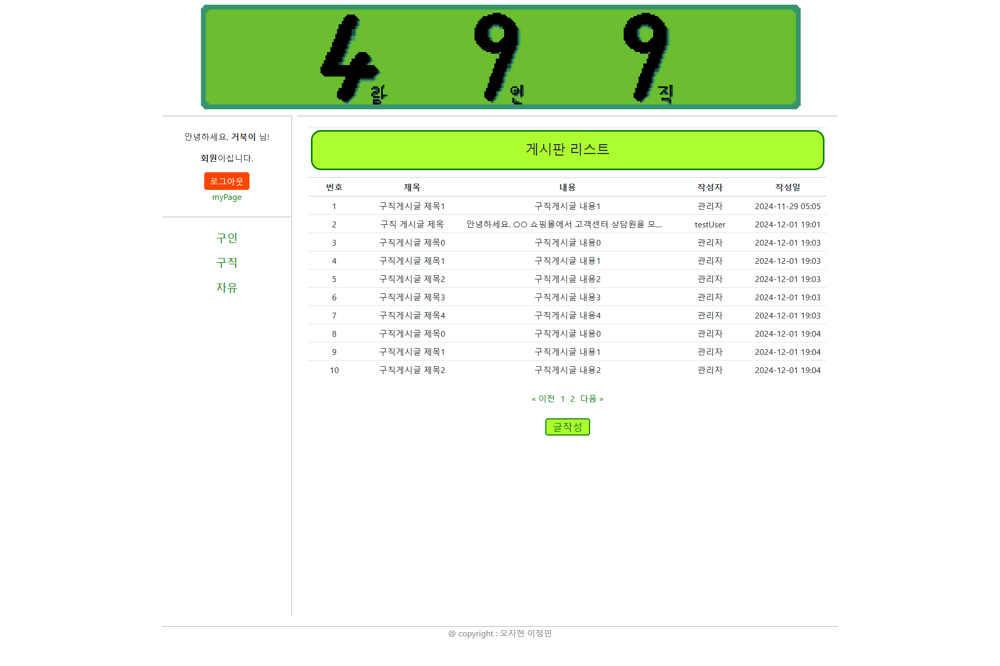 4랑 9인 9직
안녕하세요, 거북이 님!
회원이십니다.
로그아웃
myPage
구인
구직
자유
게시판 리스트
번호 제목 내용 작성자 작성일
1 구직게시글 제목1 구직게시글 내용1 관리자 2024-11-29 05:05
2 구직 게시글 제목 안녕하세요. ○○ 쇼핑몰에서 고객센터 상담원을 모... testUser 2024-12-01 19:01
3 구직게시글 제목0 구직게시글 내용0 관리자 2024-12-01 19:03
4 구직게시글 제목1 구직게시글 내용1 관리자 2024-12-01 19:03
5 구직게시글 제목2 구직게시글 내용2 관리자 2024-12-01 19:03
6 구직게시글 제목3 구직게시글 내용3 관리자 2024-12-01 19:03
7 구직게시글 제목4 구직게시글 내용4 관리자 2024-12-01 19:03
8 구직게시글 제목0 구직게시글 내용0 관리자 2024-12-01 19:04
9 구직게시글 제목1 구직게시글 내용1 관리자 2024-12-01 19:04
10 구직게시글 제목2 구직게시글 내용2 관리자 2024-12-01 19:04
« 이전 1 2 다음 »
글작성
@ copyright : 오자현 이정민